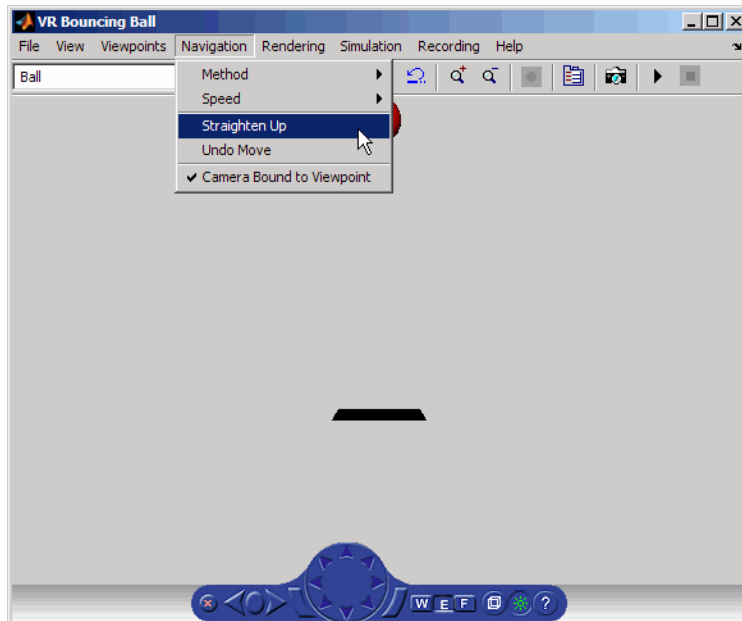 VR Bouncing Ball
File View Viewpoints Navigation Rendering Simulation Recording Help
Ball
Method
Speed
Straighten Up
Undo Move
Camera Bound to Viewpoint
W E F ?